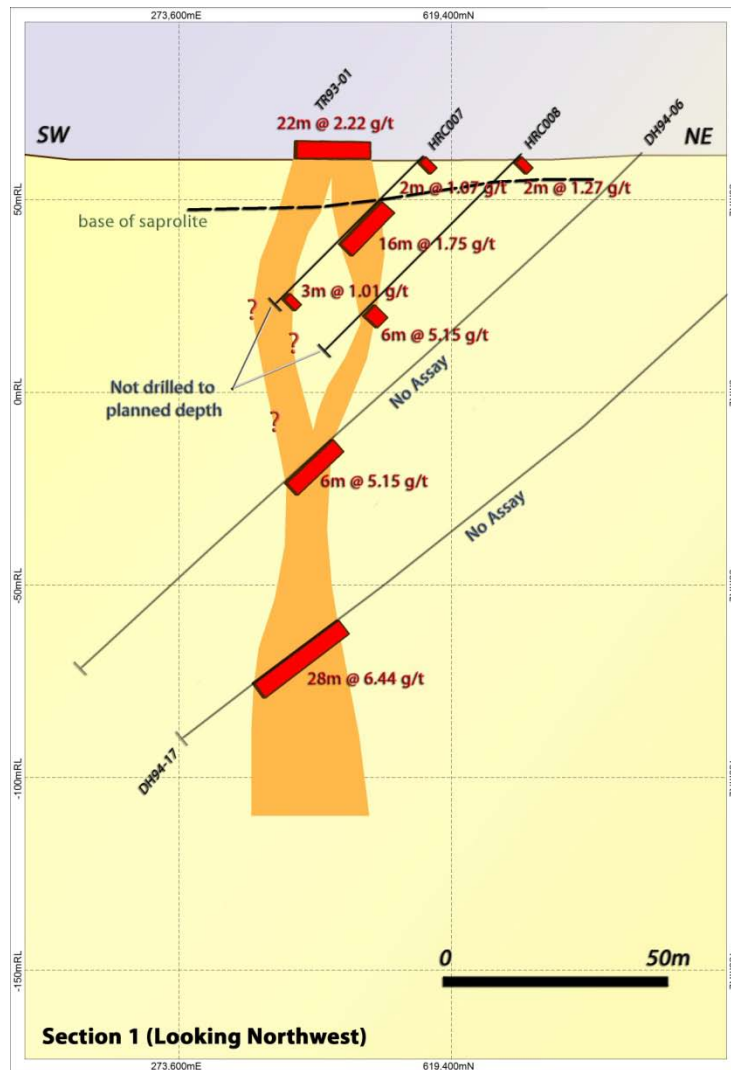 273,600mE
619,400mN
TR93-01
HRC007
HRC008
DH94-06
22m @ 2.22 g/t
SW
NE
2m @ 1.07 g/t
2m @ 1.27 g/t
50mRL
base of saprolite
16m @ 1.75 g/t
3m @ 1.01 g/t
?
6m @ 5.15 g/t
?
Not drilled to
planned depth
0mRL
No Assay
?
6m @ 5.15 g/t
No Assay
-50mRL
28m @ 6.44 g/t
DH94-17
-100mRL
0
50m
-150mRL
Section 1 (Looking Northwest)
273,600mE
619,400mN